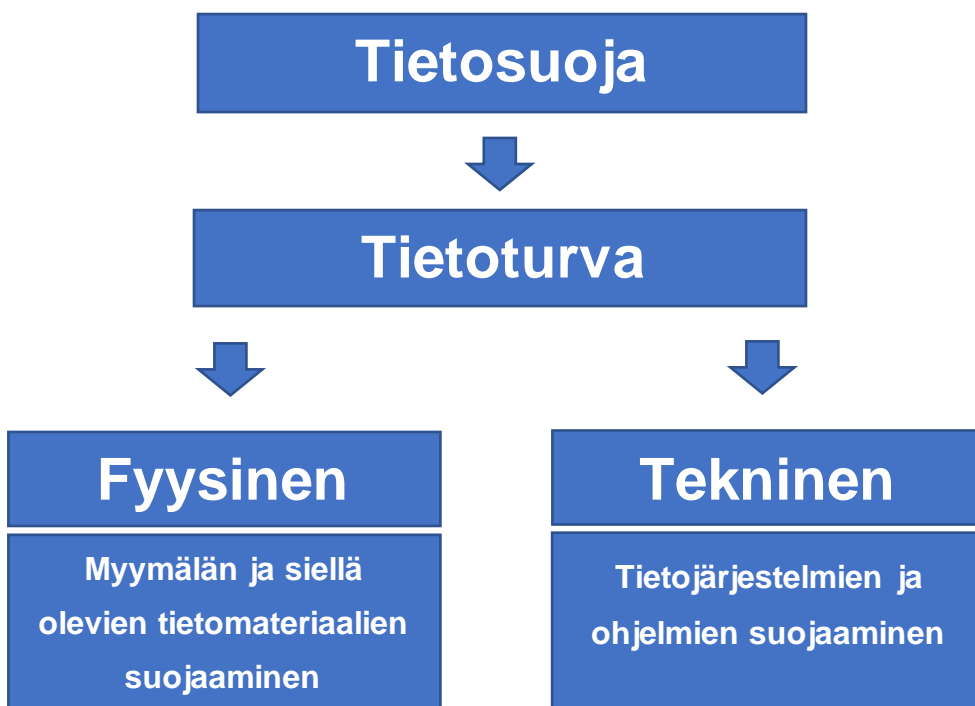 Tietosuoja
Tietoturva
Fyysinen
Myymälän ja siellä
olevien tietomateriaalien
suojaaminen
Tekninen
Tietojärjestelmien ja
ohjelmien suojaaminen